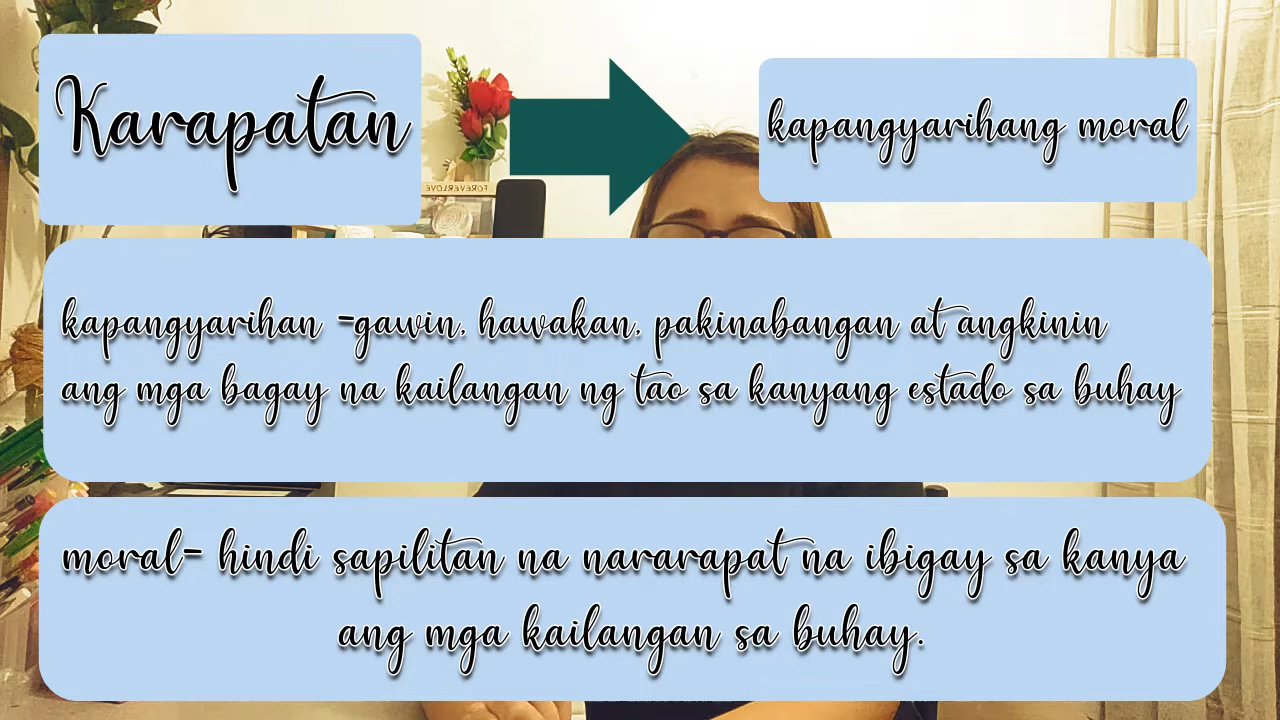 Karapatan
kapangyarihang moral
FOREVERLOVE
kapangyarihan -gawin, hawakan, pakinabangan at angkinin
ang mga bagay na kailangan ng tao sa kanyang estado sa buhay
moral- hindi sapilitan na nararapat na ibigay sa kanya
ang mga kailangan sa buhay.